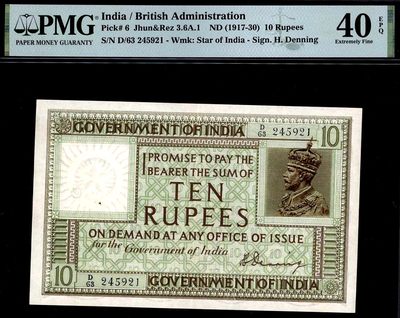 PMG
PAPER MONEY GUARANTY
India / British Administration
Pick# 6 Jhun&Rez 3.6A.1 ND (1917-30) 10 Rupees
S/N D/63 245921 - Wmk: Star of India - Sign. H. Denning
40 EPQ
Extremely Fine
10 GOVERNMENT OF INDIA 10
D/63 245921
I PROMISE TO PAY THE
BEARER THE SUM OF
TEN
RUPEES
ON DEMAND AT ANY OFFICE OF ISSUE
for the Government of India
D/63 245921
H. Denning
10 GOVERNMENT OF INDIA 10